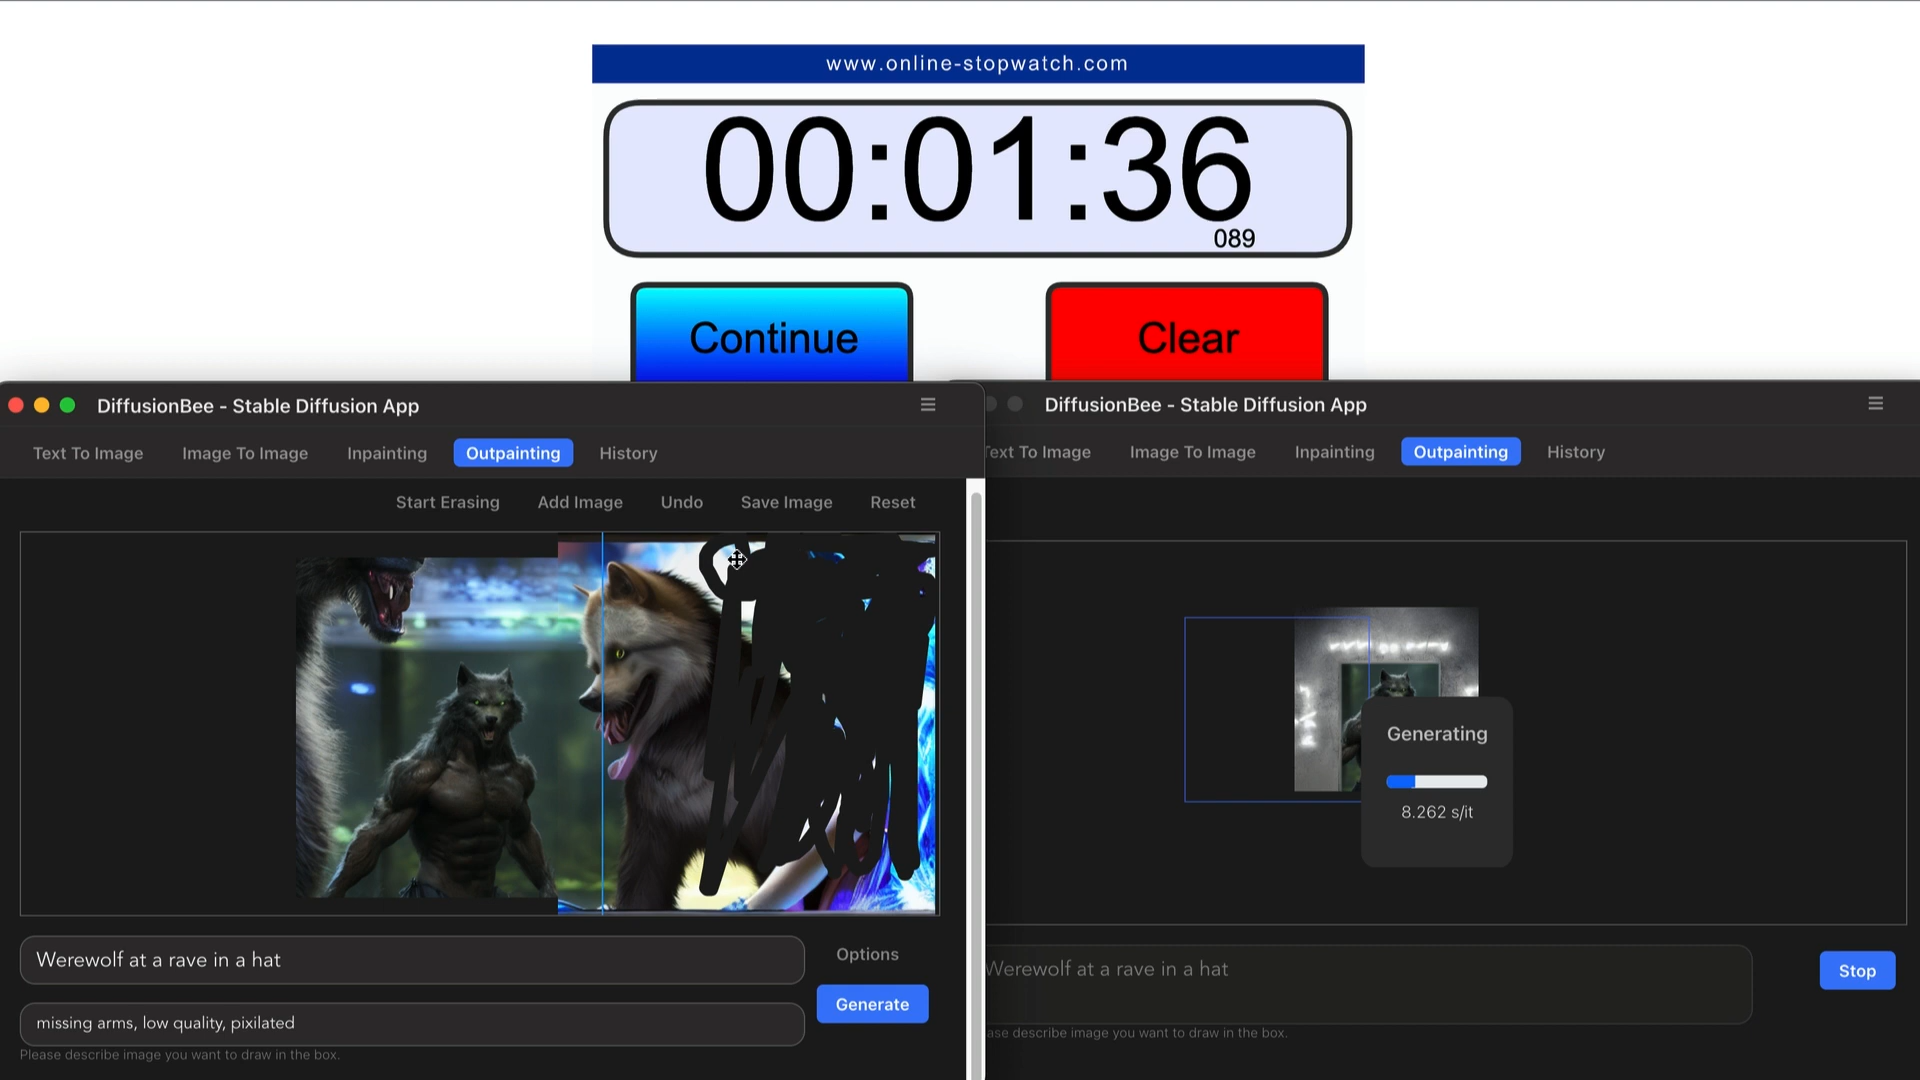 www.online-stopwatch.com
00:01:36
089
Continue
Clear
DiffusionBee - Stable Diffusion App
Text To Image
Image To Image
Inpainting
Outpainting
History
Start Erasing
Add Image
Undo
Save Image
Reset
Werewolf at a rave in a hat
Options
missing arms, low quality, pixilated
Generate
Please describe image you want to draw in the box.
DiffusionBee - Stable Diffusion App
Text To Image
Image To Image
Inpainting
Outpainting
History
Generating
8.262 s/it
Werewolf at a rave in a hat
Stop
ase describe image you want to draw in the box.